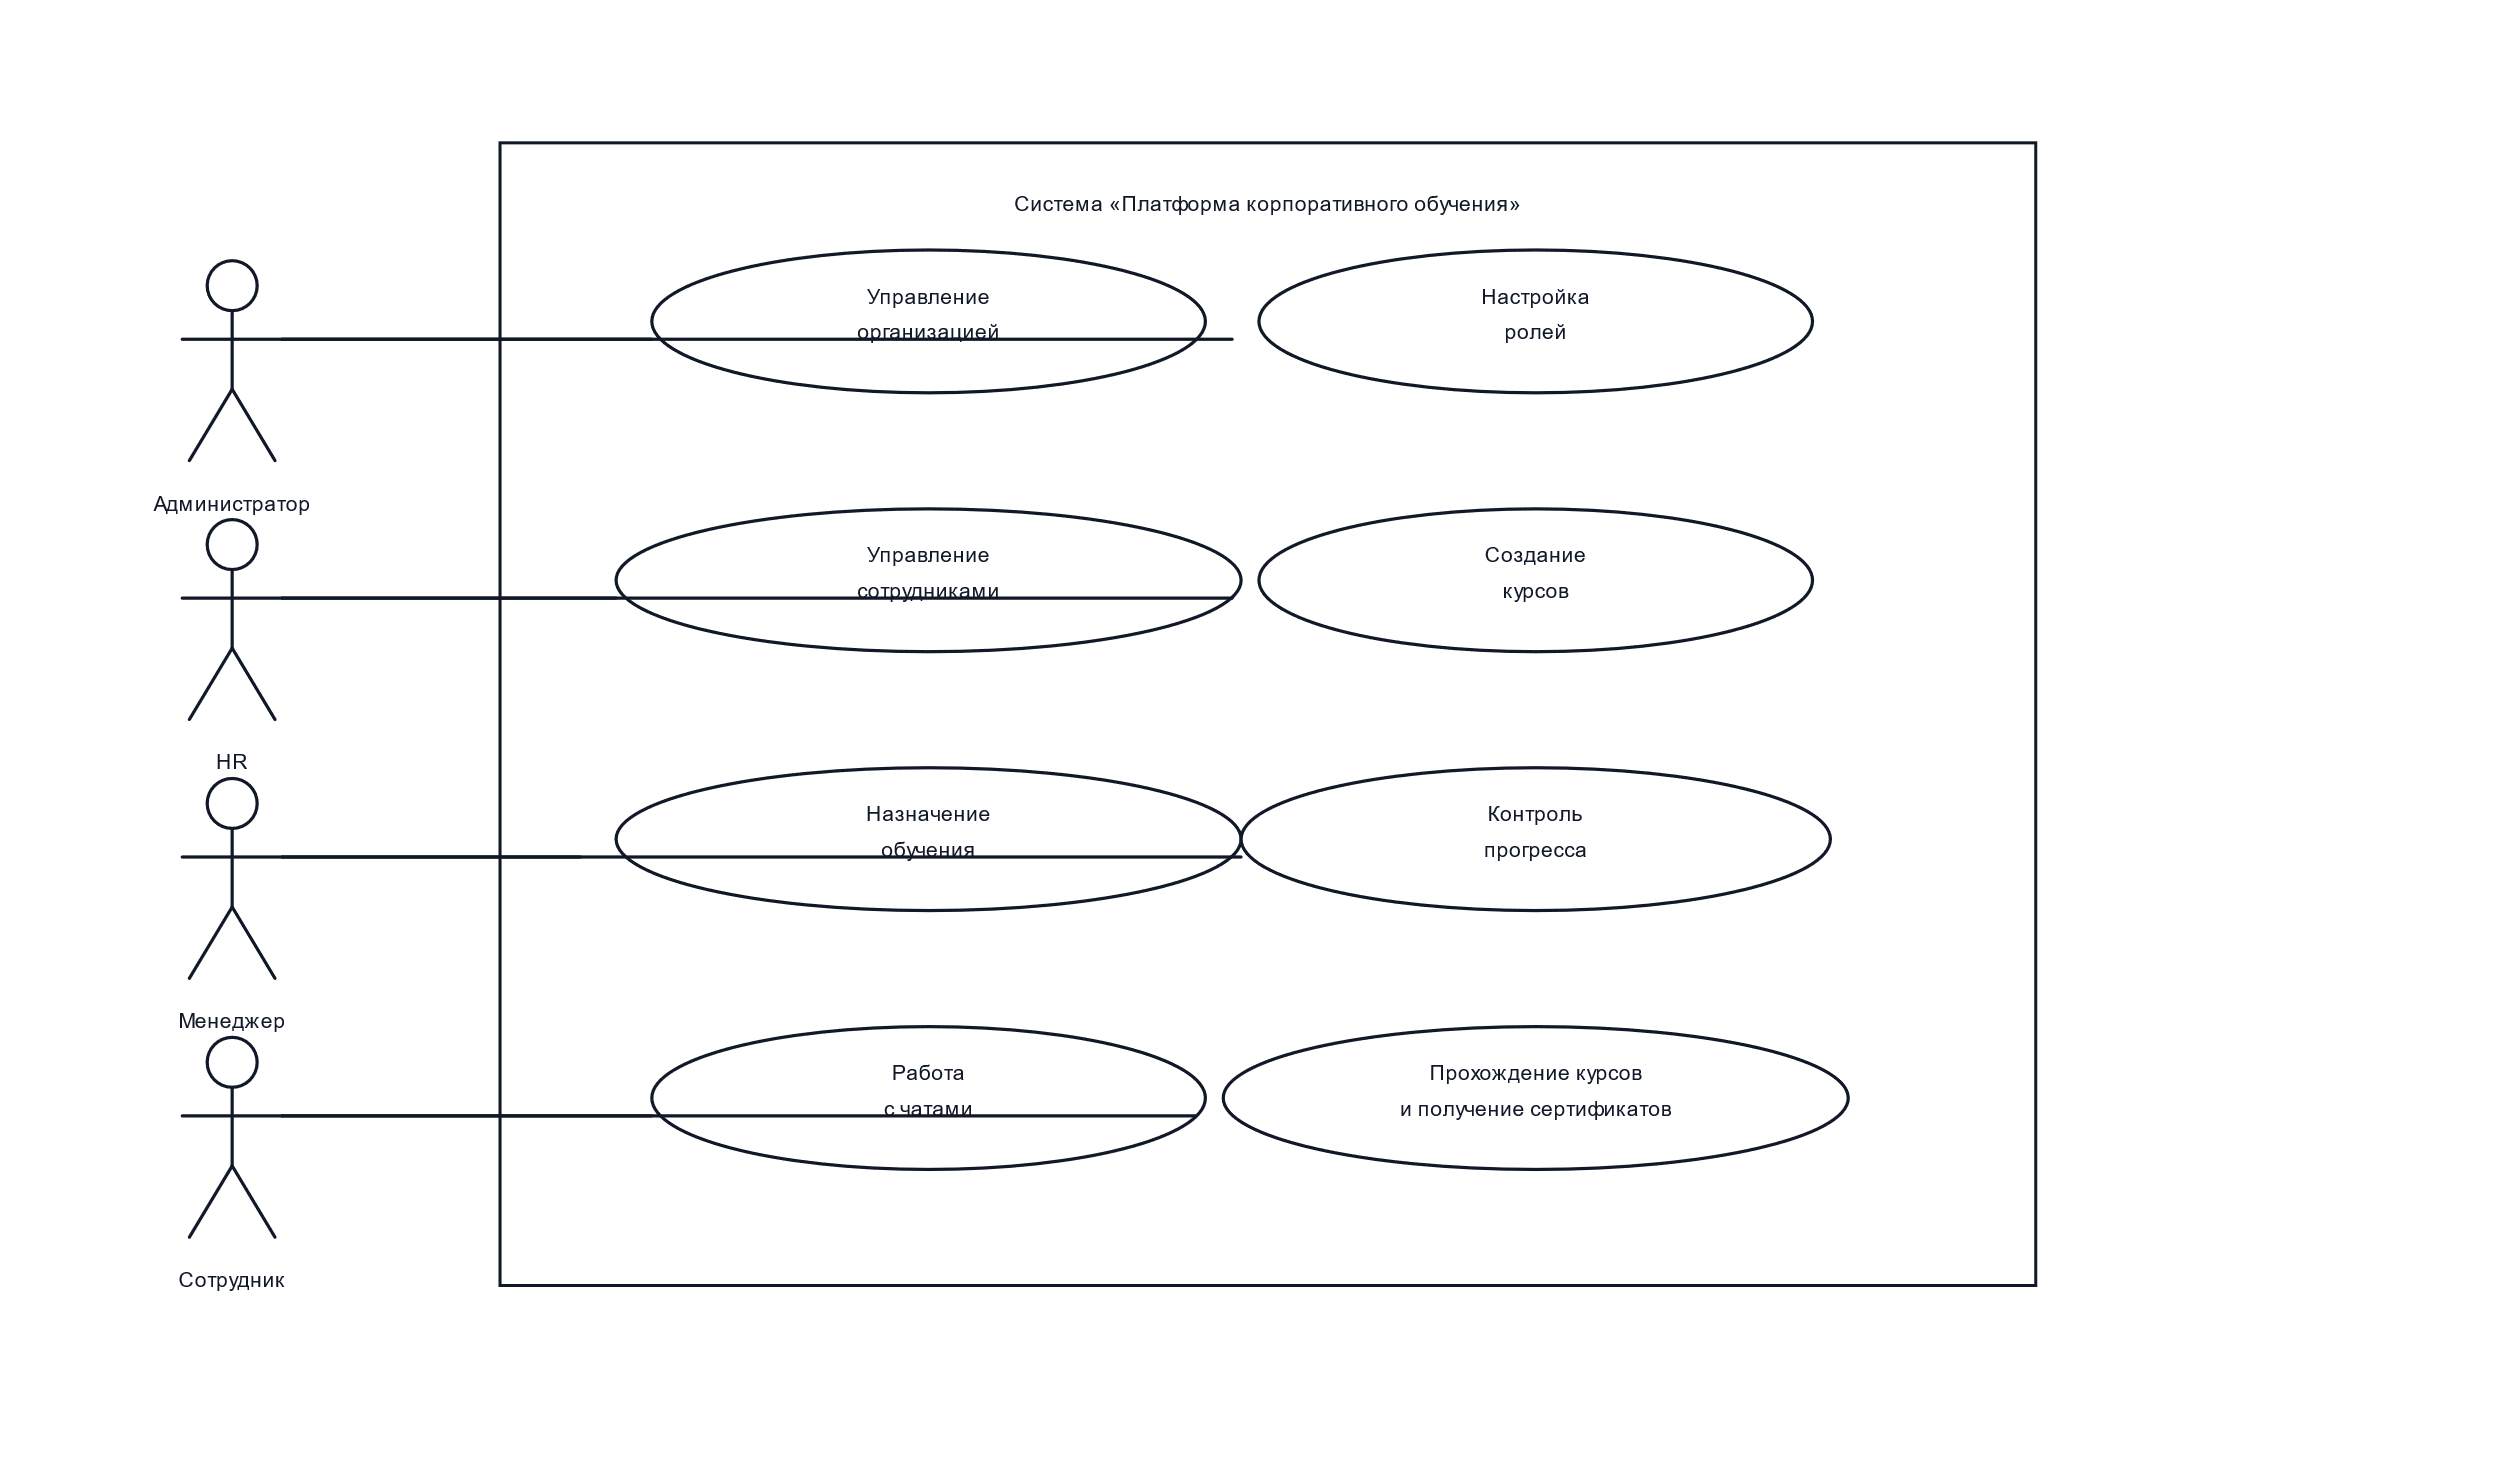 Система «Платформа корпоративного обучения»
Управление
организацией
Настройка
ролей
Администратор
Управление
сотрудниками
Создание
курсов
HR
Назначение
обучения
Контроль
прогресса
Менеджер
Работа
с чатами
Прохождение курсов
и получение сертификатов
Сотрудник